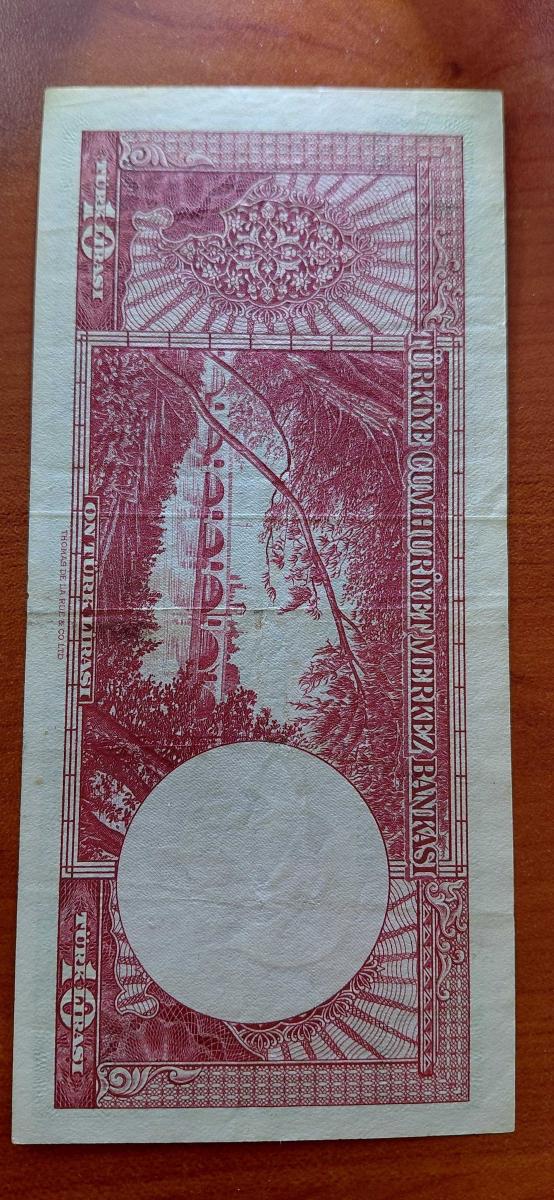 TÜRKİYE CUMHURİYET MERKEZ BANKASI
10
TÜRK LİRASI
ON TÜRK LİRASI
10
TÜRK LİRASI
THOMAS DE LA RUE & CO LTD